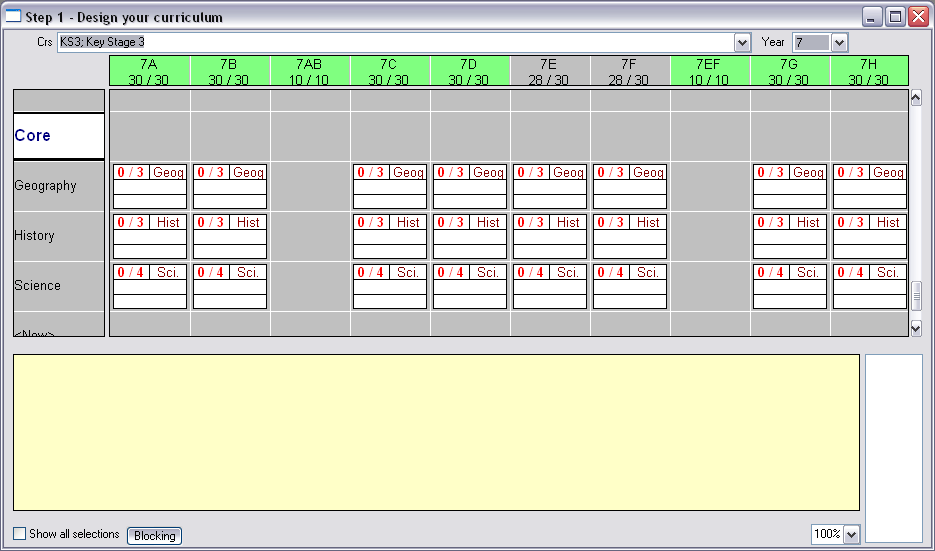 Step 1 - Design your curriculum
Crs KS3; Key Stage 3 Year 7
7A 7B 7AB 7C 7D 7E 7F 7EF 7G 7H
30 / 30 30 / 30 10 / 10 30 / 30 30 / 30 28 / 30 28 / 30 10 / 10 30 / 30 30 / 30
Core
Geography 0 / 3 Geog 0 / 3 Geog 0 / 3 Geog 0 / 3 Geog 0 / 3 Geog 0 / 3 Geog 0 / 3 Geog 0 / 3 Geog
History 0 / 3 Hist 0 / 3 Hist 0 / 3 Hist 0 / 3 Hist 0 / 3 Hist 0 / 3 Hist 0 / 3 Hist 0 / 3 Hist
Science 0 / 4 Sci. 0 / 4 Sci. 0 / 4 Sci. 0 / 4 Sci. 0 / 4 Sci. 0 / 4 Sci. 0 / 4 Sci. 0 / 4 Sci.
<New>
Show all selections Blocking 100%